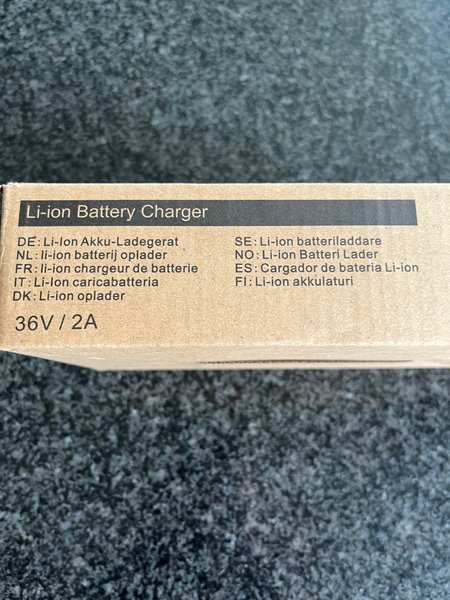 Li-ion Battery Charger
DE: Li-Ion Akku-Ladegerat
NL: li-ion batterij oplader
FR: li-ion chargeur de batterie
IT: Li-Ion caricabatteria
DK: Li-ion oplader
SE: Li-ion batteriladdare
NO: Li-ion Batteri Lader
ES: Cargador de bateria Li-ion
FI: Li-ion akkulaturi
36V / 2A